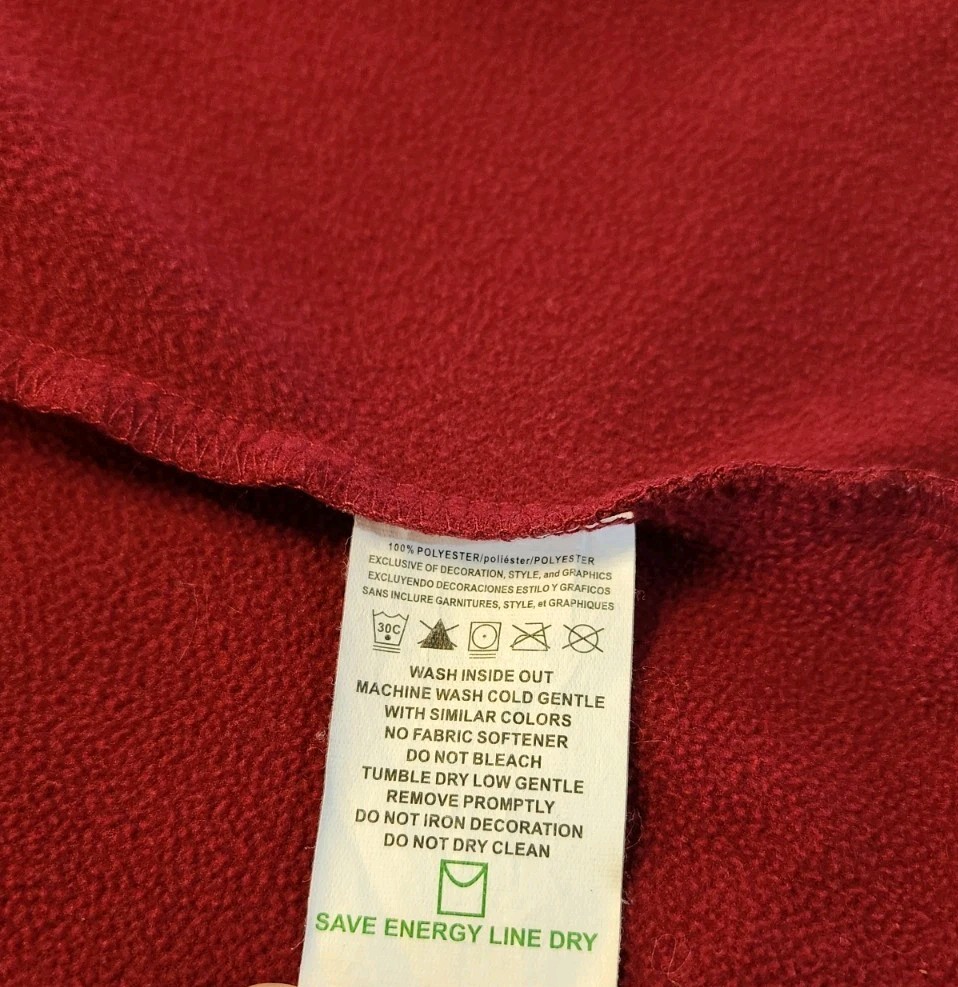 100% POLYESTER/poliéster/POLYESTER
EXCLUSIVE OF DECORATION, STYLE, and GRAPHICS
EXCLUYENDO DECORACIONES ESTILO Y GRAFICOS
SANS INCLURE GARNITURES, STYLE, et GRAPHIQUES
30C
WASH INSIDE OUT
MACHINE WASH COLD GENTLE
WITH SIMILAR COLORS
NO FABRIC SOFTENER
DO NOT BLEACH
TUMBLE DRY LOW GENTLE
REMOVE PROMPTLY
DO NOT IRON DECORATION
DO NOT DRY CLEAN
SAVE ENERGY LINE DRY